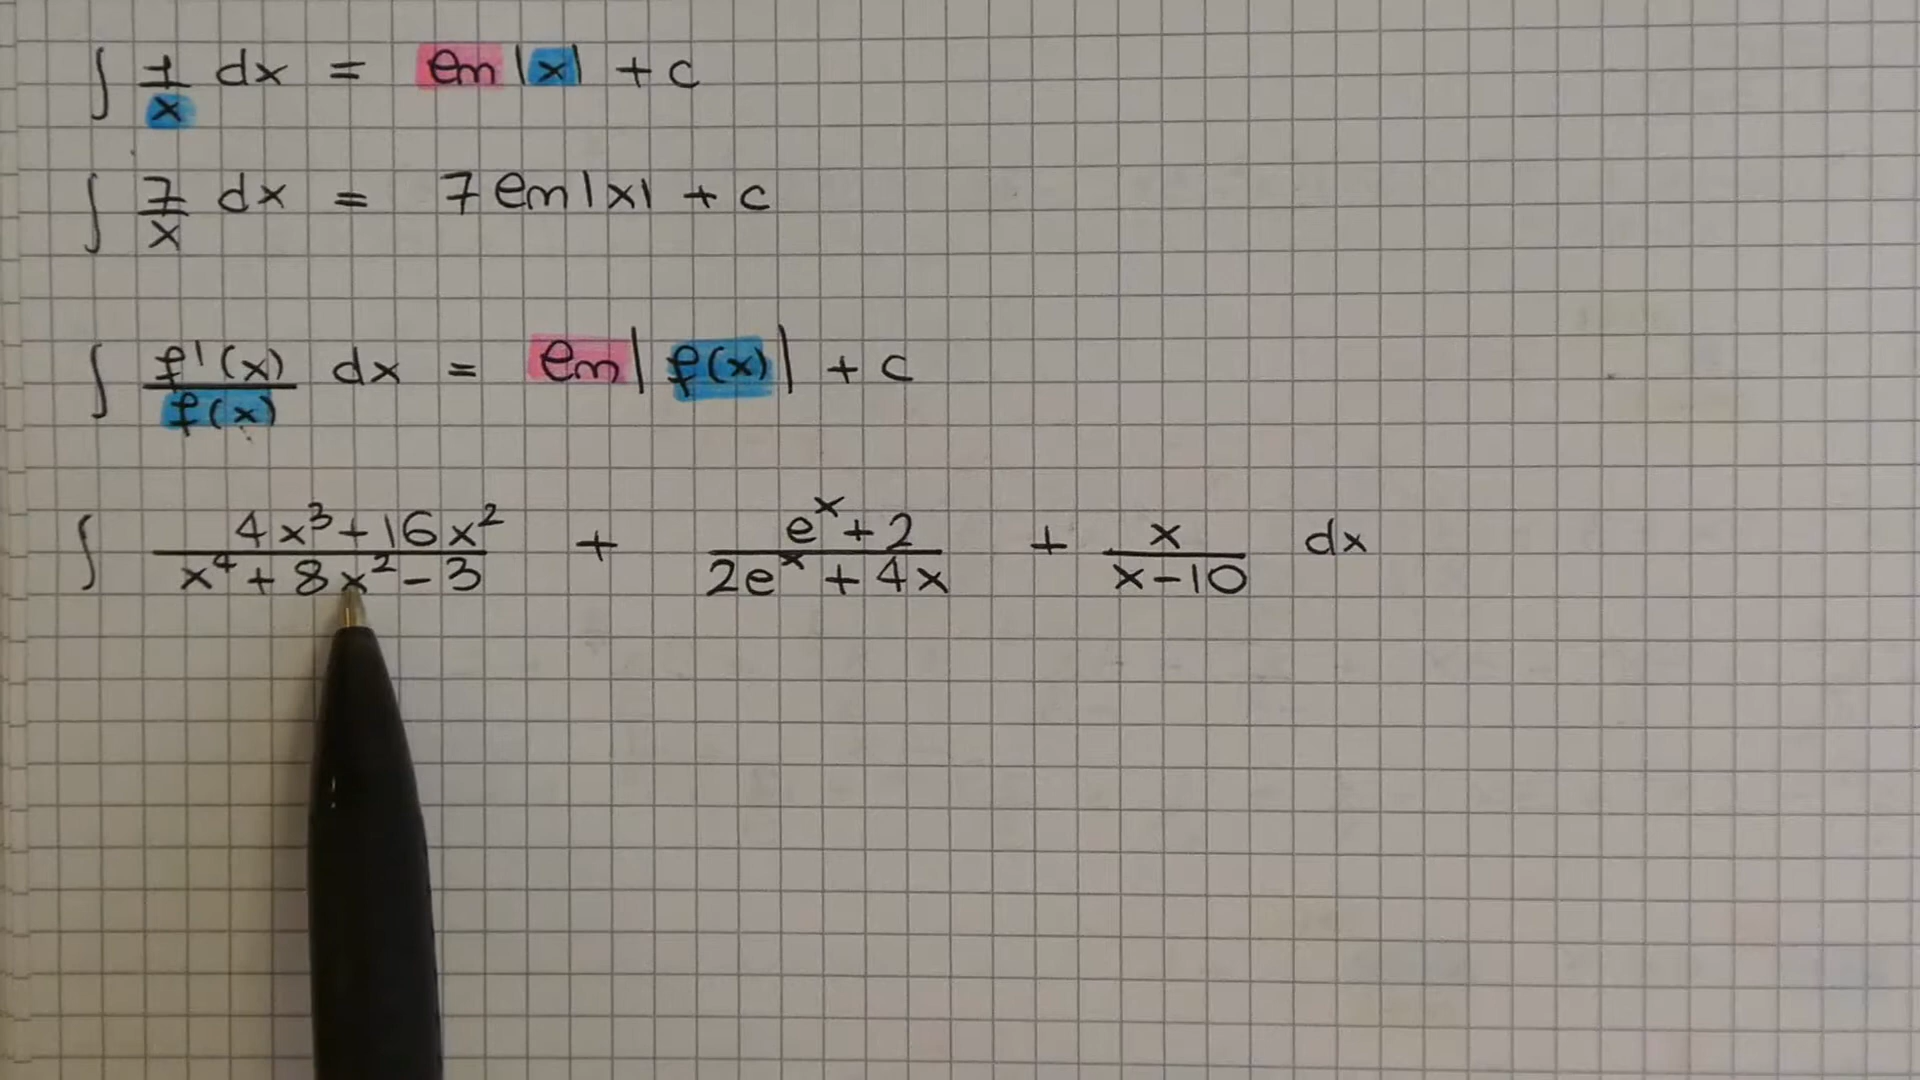 ∫ 1/x dx = ln |x| + c
∫ 7/x dx = 7 ln |x| + c
∫ f'(x)/f(x) dx = ln | f(x) | + c
∫ (4x³ + 16x²)/(x⁴ + 8x² - 3) + (eˣ + 2)/(2eˣ + 4x) + x/(x - 10) dx